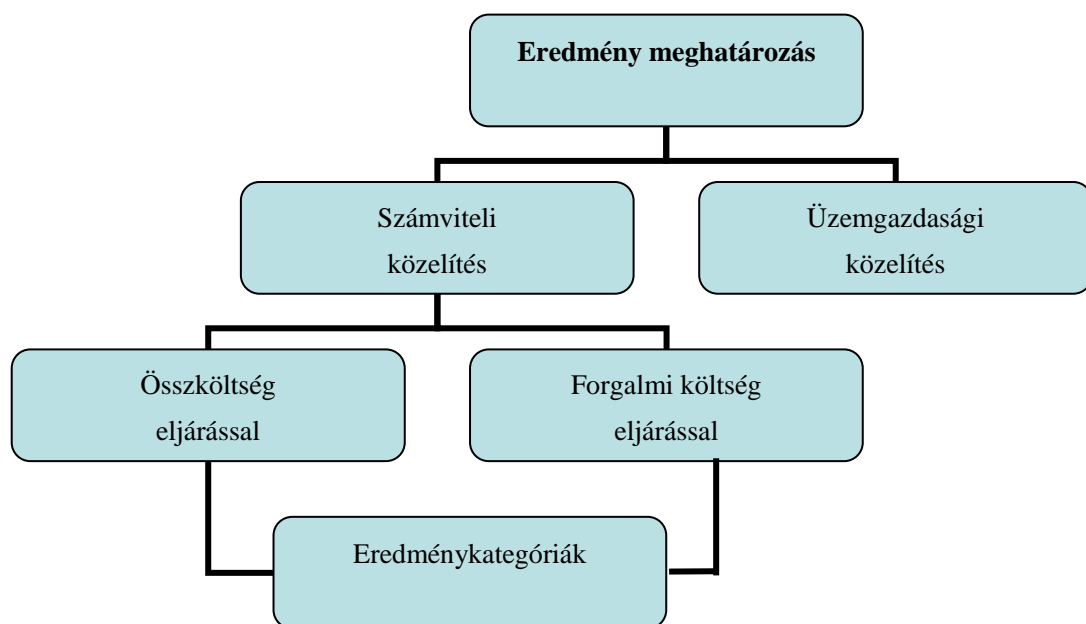 Eredmény meghatározás
Számviteli
közelítés
Üzemgazdasági
közelítés
Összköltség
eljárással
Forgalmi költség
eljárással
Eredménykategóriák